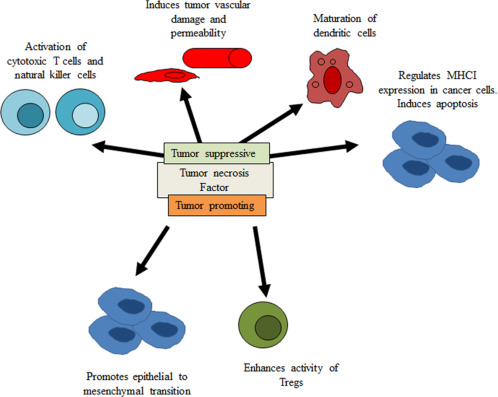 Induces tumor vascular
damage and
permeability
Maturation of
dendritic cells
Activation of
cytotoxic T cells and
natural killer cells
Regulates MHCI
expression in cancer cells.
Induces apoptosis
Tumor suppressive
Tumor necrosis
Factor
Tumor promoting
Promotes epithelial to
mesenchymal transition
Enhances activity of
Tregs